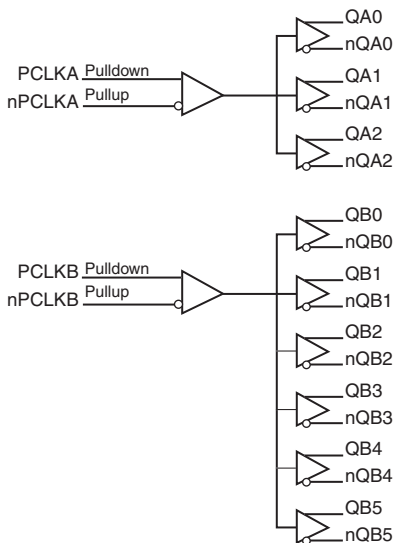 QA0
nQA0
PCLKA Pulldown
nPCLKA Pullup
QA1
nQA1
QA2
nQA2
QB0
nQB0
PCLKB Pulldown
nPCLKB Pullup
QB1
nQB1
QB2
nQB2
QB3
nQB3
QB4
nQB4
QB5
nQB5